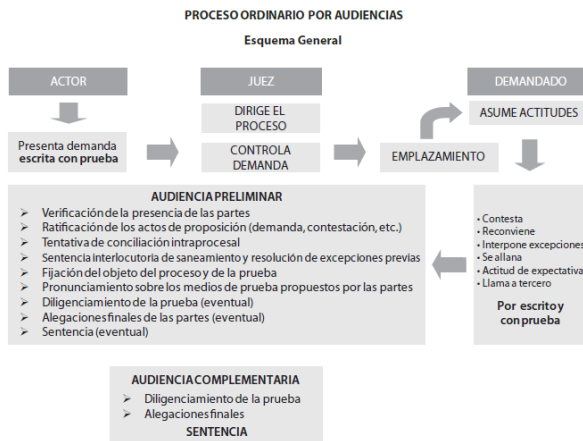 PROCESO ORDINARIO POR AUDIENCIAS
Esquema General
ACTOR
JUEZ
DEMANDADO
Presenta demanda
escrita con prueba
DIRIGE EL
PROCESO
CONTROLA
DEMANDA
EMPLAZAMIENTO
ASUME ACTITUDES
• Contesta
• Reconviene
• Interpone excepciones
• Se allana
• Actitud de expectativa
• Llama a tercero
Por escrito y
con prueba
AUDIENCIA PRELIMINAR
➢ Verificación de la presencia de las partes
➢ Ratificación de los actos de proposición (demanda, contestación, etc.)
➢ Tentativa de conciliación intraprocesal
➢ Sentencia interlocutoria de saneamiento y resolución de excepciones previas
➢ Fijación del objeto del proceso y de la prueba
➢ Pronunciamiento sobre los medios de prueba propuestos por las partes
➢ Diligenciamiento de la prueba (eventual)
➢ Alegaciones finales de las partes (eventual)
➢ Sentencia (eventual)
AUDIENCIA COMPLEMENTARIA
➢ Diligenciamiento de la prueba
➢ Alegaciones finales
SENTENCIA